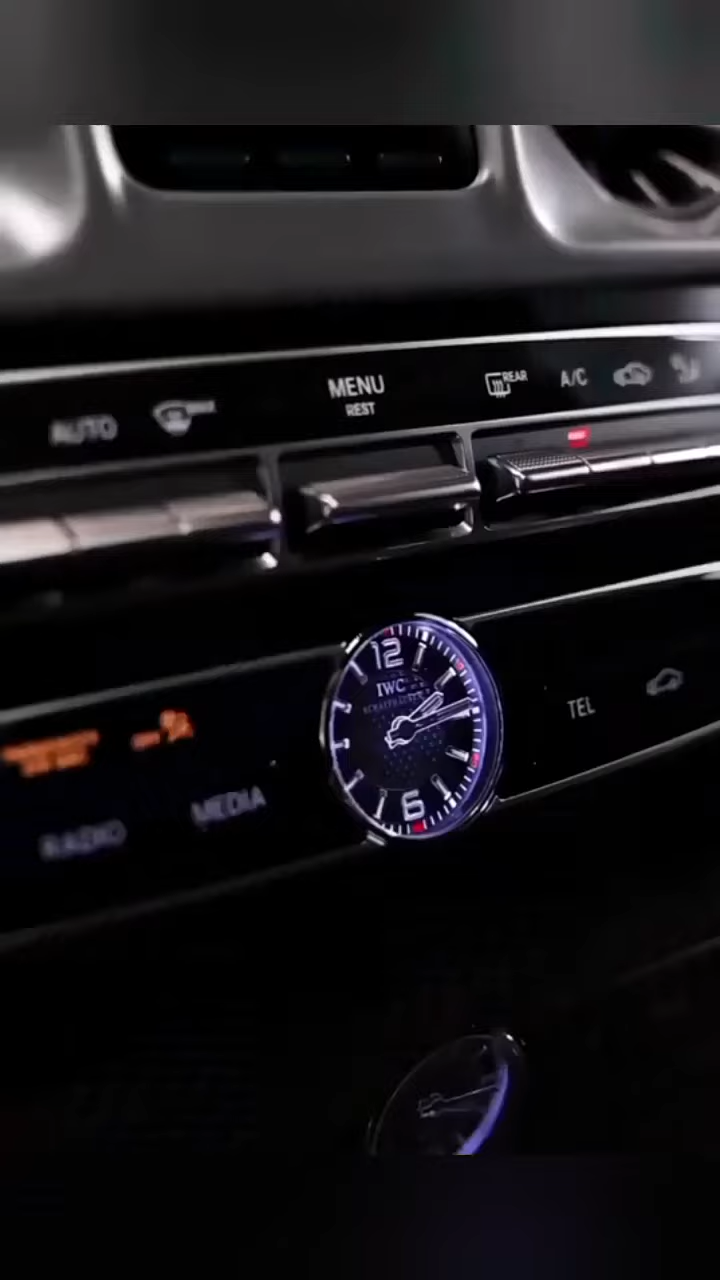 MENU
REST
REAR
A/C
AUTO
12
IWC
SCHAFFHAUSEN
6
TEL
MEDIA
RADIO